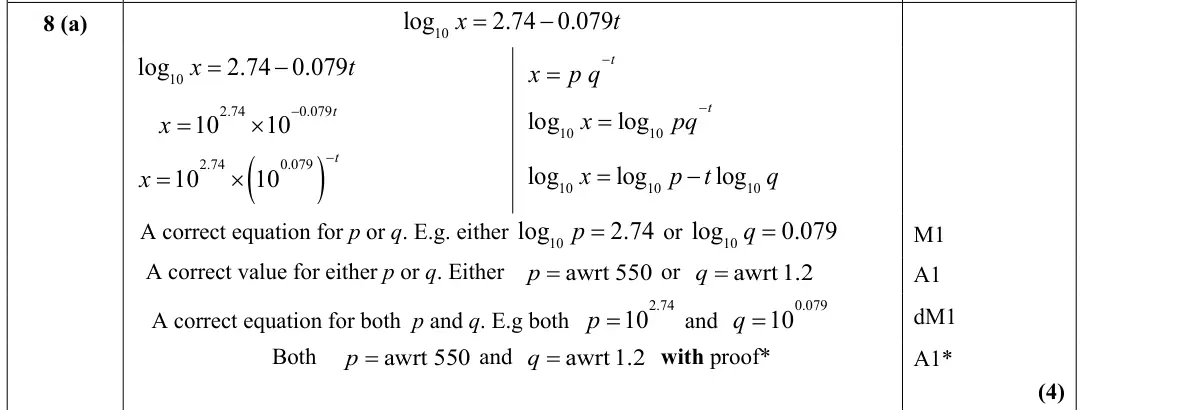 8 (a)
log₁₀ x = 2.74 − 0.079t
log₁₀ x = 2.74 − 0.079t
x = 10^2.74 × 10^−0.079t
x = 10^2.74 × (10^0.079)^−t
x = p q^−t
log₁₀ x = log₁₀ pq^−t
log₁₀ x = log₁₀ p − t log₁₀ q
A correct equation for p or q. E.g. either log₁₀ p = 2.74 or log₁₀ q = 0.079 M1
A correct value for either p or q. Either p = awrt 550 or q = awrt 1.2 A1
A correct equation for both p and q. E.g both p = 10^2.74 and q = 10^0.079 dM1
Both p = awrt 550 and q = awrt 1.2 with proof* A1*
(4)